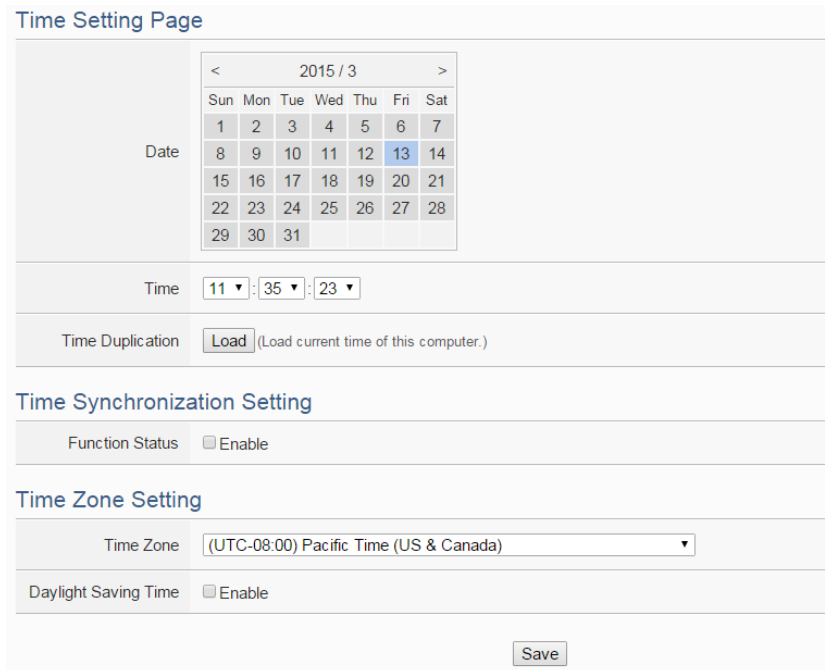 Time Setting Page
Date
< 2015 / 3 >
Sun Mon Tue Wed Thu Fri Sat
1 2 3 4 5 6 7
8 9 10 11 12 13 14
15 16 17 18 19 20 21
22 23 24 25 26 27 28
29 30 31
Time 11 : 35 : 23
Time Duplication Load (Load current time of this computer.)
Time Synchronization Setting
Function Status Enable
Time Zone Setting
Time Zone (UTC-08:00) Pacific Time (US & Canada)
Daylight Saving Time Enable
Save